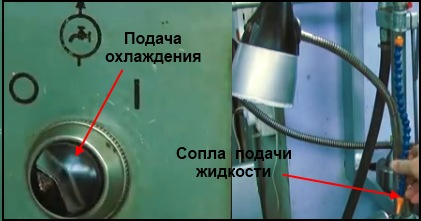 Подача
охлаждения
O
I
Сопла подачи
жидкости